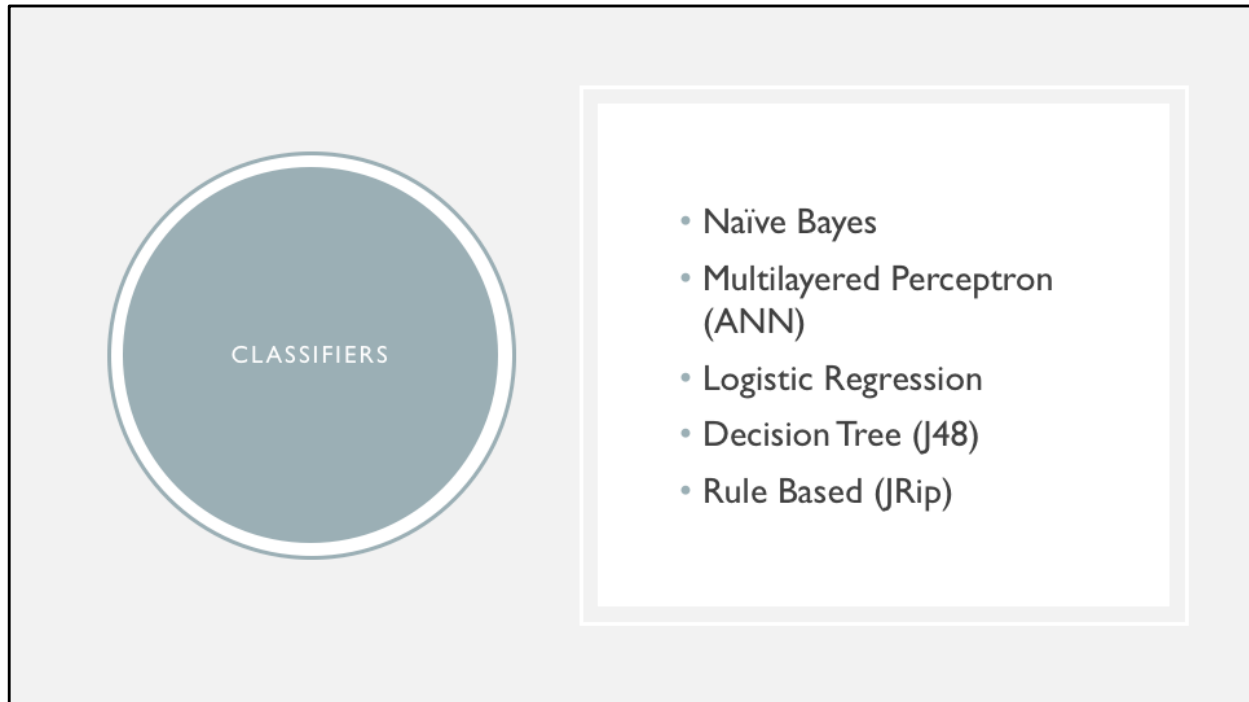 CLASSIFIERS
• Naïve Bayes
• Multilayered Perceptron
(ANN)
• Logistic Regression
• Decision Tree (J48)
• Rule Based (JRip)